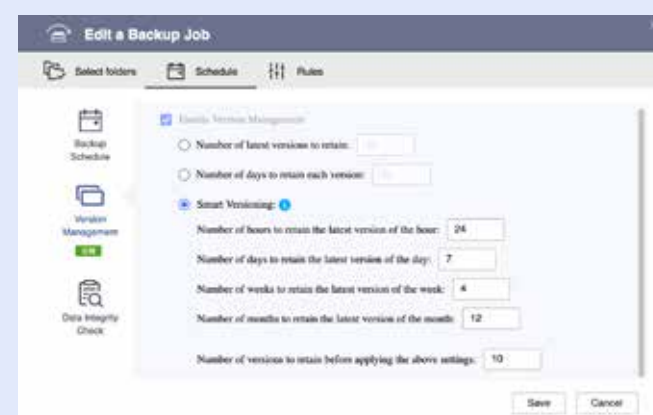 Edit a Backup Job
Select folders
Schedule
Rules
Backup
Schedule
Version
Management
ON
Data Integrity
Check
Enable Version Management
Number of latest versions to retain:
Number of days to retain each version:
Smart Versioning:
Number of hours to retain the latest version of the hour: 24
Number of days to retain the latest version of the day: 7
Number of weeks to retain the latest version of the week: 4
Number of months to retain the latest version of the month: 12
Number of versions to retain before applying the above settings: 10
Save
Cancel